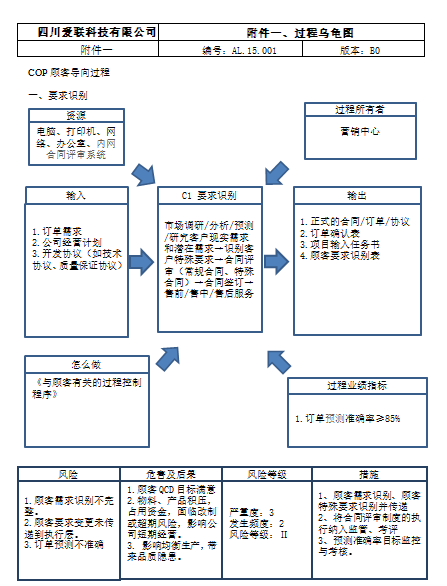 四川爱联科技有限公司
附件一、过程乌龟图
附件一
编号：AL.15.001
版本：B0
COP 顾客导向过程
一、要求识别
资源
电脑、打印机、网
络、办公室、内网
合同评审系统
过程所有者
营销中心
输入
1.订单需求
2.公司经营计划
3.开发协议（如技术
协议、质量保证协议）
C1 要求识别
市场调研/分析/预测
/研究客户现实需求
和潜在需求→识别客
户特殊要求→合同评
审（常规合同、特殊
合同）→合同签订→
售前/售中/售后服务
输出
1.正式的合同/订单/协议
2.订单确认表
3.项目输入任务书
4.顾客要求识别表
怎么做
《与顾客有关的过程控制
程序》
过程业绩指标
1.订单预测准确率≥85%
风险
1.顾客需求识别不完
整。
2.顾客要求变更未传
递到执行层。
3.订单预测不准确
危害及后果
1.顾客QCD目标满意
2.物料、产品积压，
占用资金，面临改制
或超期风险，影响公
司短期经营。
3. 影响均衡生产，带
来品质隐患。
风险等级
严重度：3
发生频度：2
风险等级：Ⅱ
措施
1、顾客需求识别、顾客
特殊要求识别并传递
2、将合同评审制度的执
行纳入监管、考评
3、预测准确率目标监控
与考核。